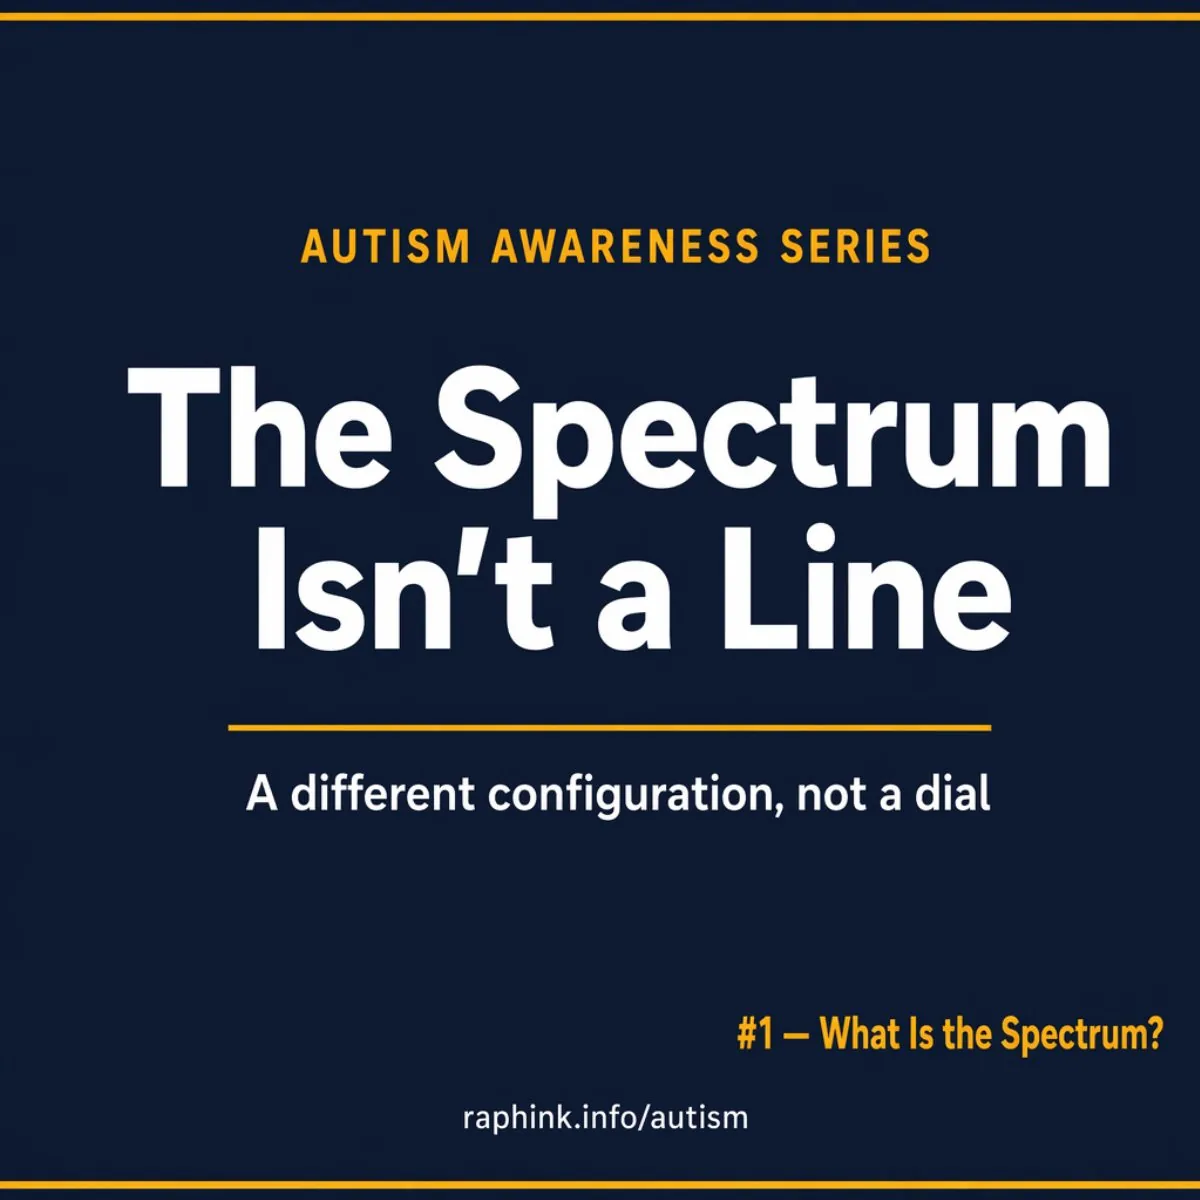 AUTISM AWARENESS SERIES
The Spectrum
Isn’t a Line
A different configuration, not a dial
#1 — What Is the Spectrum?
raphink.info/autism